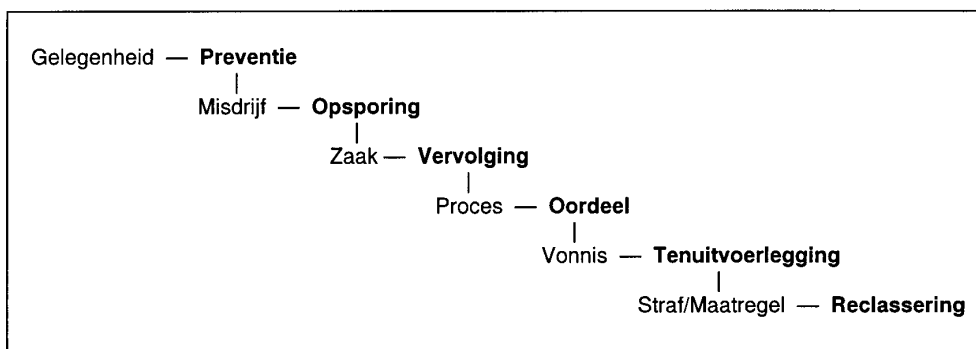 Gelegenheid — Preventie
Misdrijf — Opsporing
Zaak — Vervolging
Proces — Oordeel
Vonnis — Tenuitvoerlegging
Straf/Maatregel — Reclassering